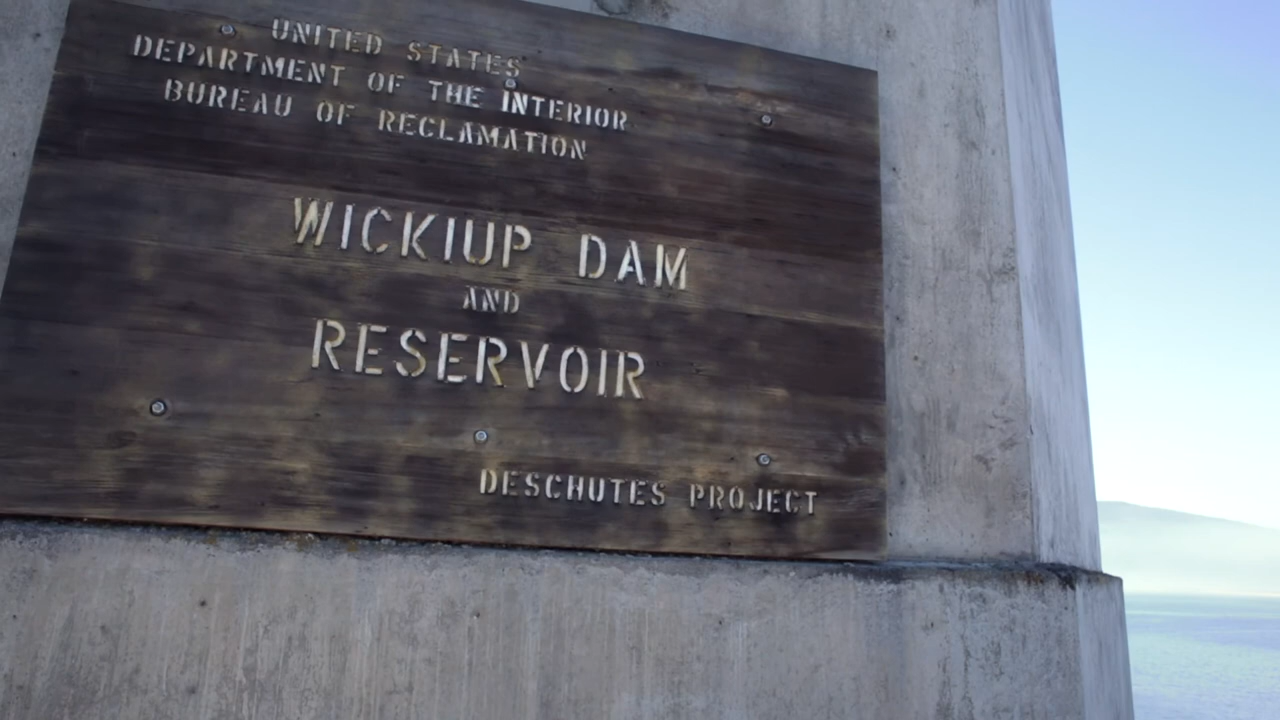 UNITED STATES
DEPARTMENT OF THE INTERIOR
BUREAU OF RECLAMATION
WICKIUP DAM
AND
RESERVOIR
DESCHUTES PROJECT